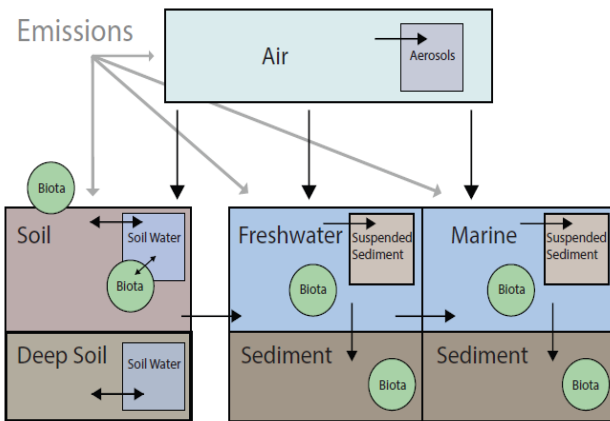 Emissions
Air
Aerosols
Biota
Soil
Soil Water
Biota
Freshwater
Suspended
Sediment
Biota
Marine
Suspended
Sediment
Biota
Deep Soil
Soil Water
Sediment
Biota
Sediment
Biota